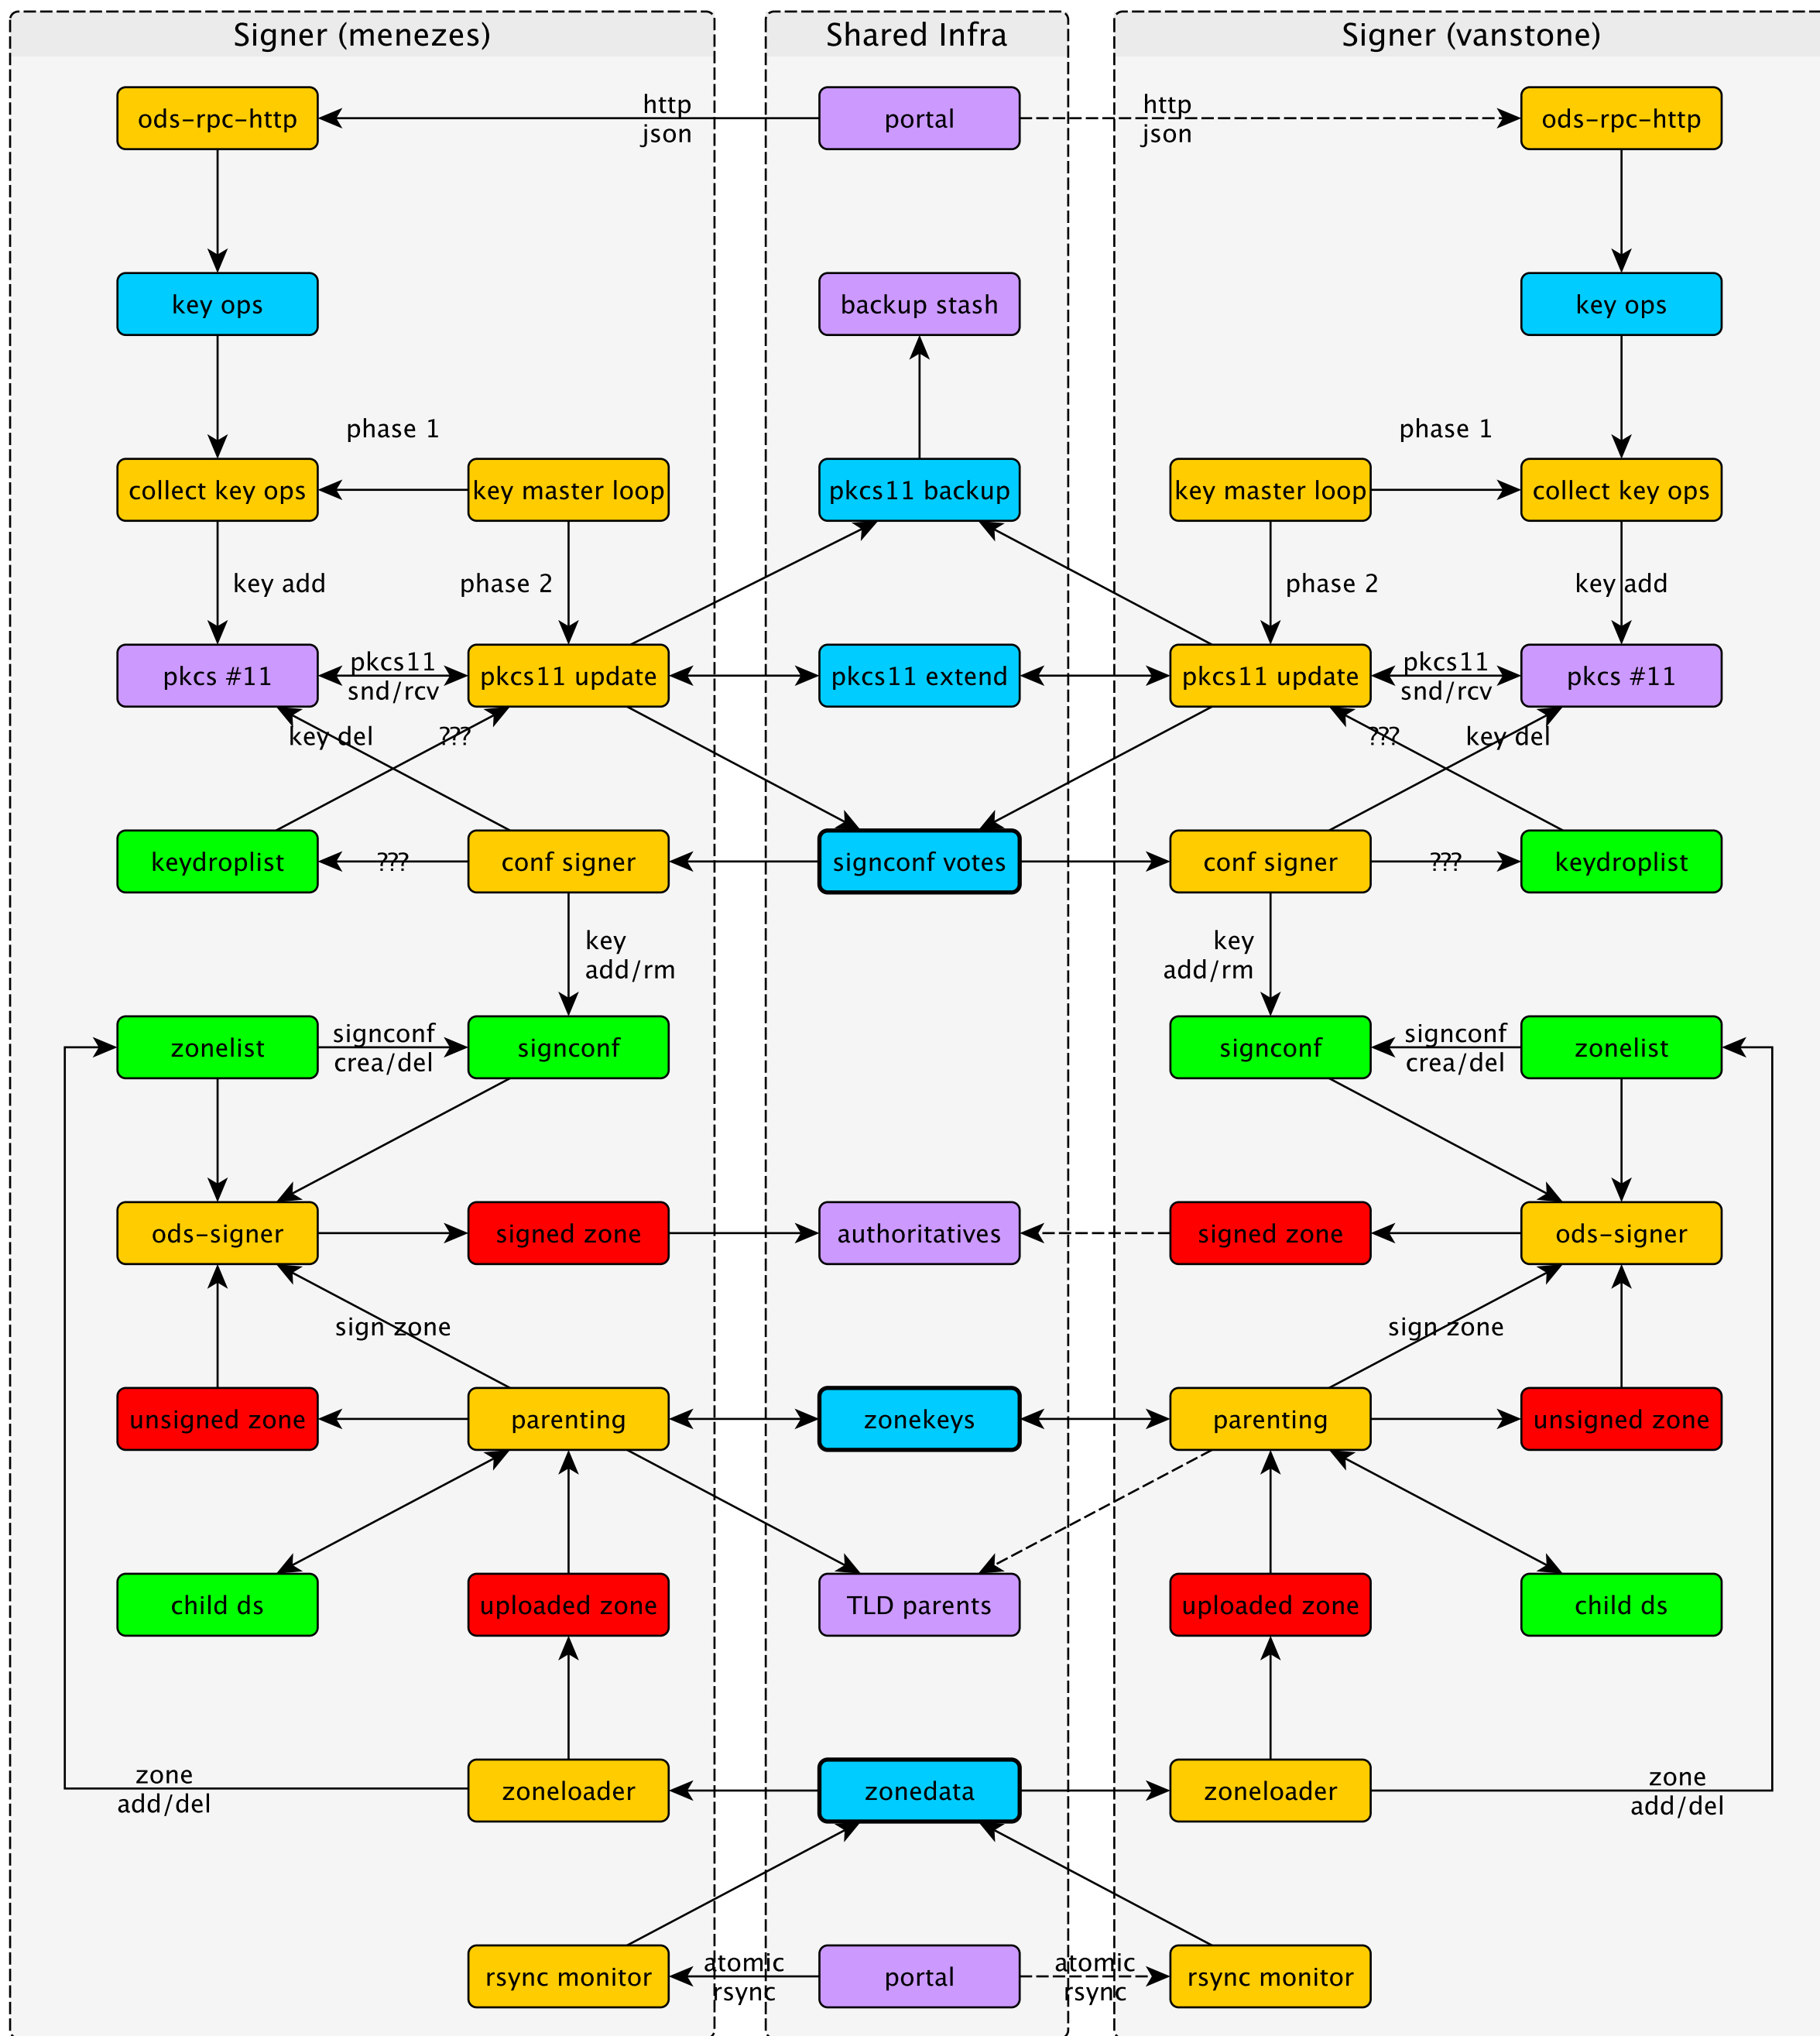 Signer (menezes)
Shared Infra
Signer (vanstone)
ods-rpc-http
http
json
portal
http
json
ods-rpc-http
key ops
backup stash
key ops
phase 1
phase 1
collect key ops
key master loop
pkcs11 backup
key master loop
collect key ops
key add
phase 2
phase 2
key add
pkcs #11
pkcs11
snd/rcv
pkcs11 update
pkcs11 extend
pkcs11 update
pkcs11
snd/rcv
pkcs #11
key del
???
???
key del
keydroplist
???
conf signer
signconf votes
conf signer
???
keydroplist
key
add/rm
key
add/rm
zonelist
signconf
crea/del
signconf
signconf
signconf
crea/del
zonelist
ods-signer
signed zone
authoritatives
signed zone
ods-signer
sign zone
sign zone
unsigned zone
parenting
zonekeys
parenting
unsigned zone
child ds
uploaded zone
TLD parents
uploaded zone
child ds
zone
add/del
zoneloader
zonedata
zoneloader
zone
add/del
rsync monitor
atomic
rsync
portal
atomic
rsync
rsync monitor